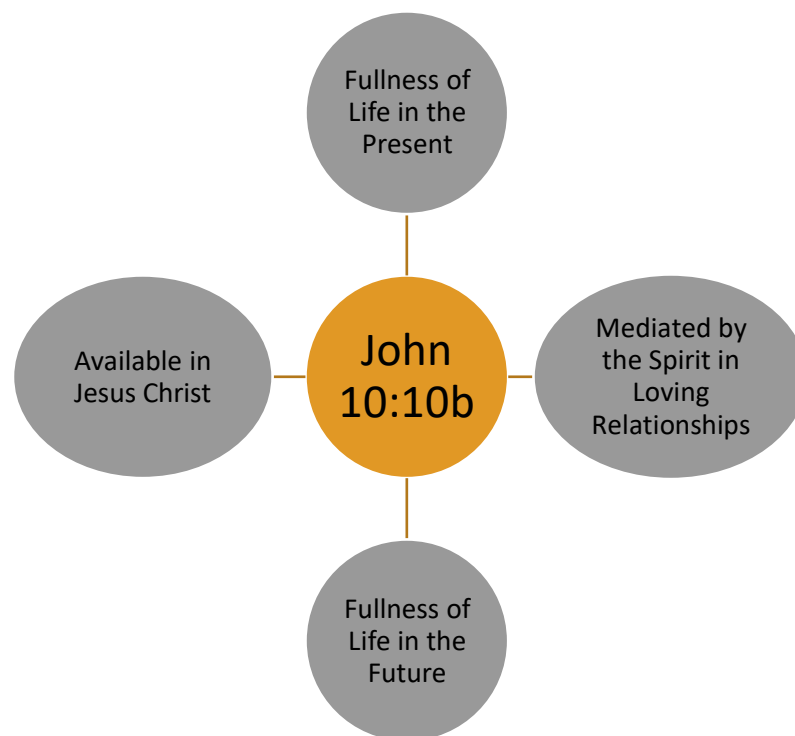 Fullness of
Life in the
Present
Available in
Jesus Christ
John
10:10b
Mediated by
the Spirit in
Loving
Relationships
Fullness of
Life in the
Future